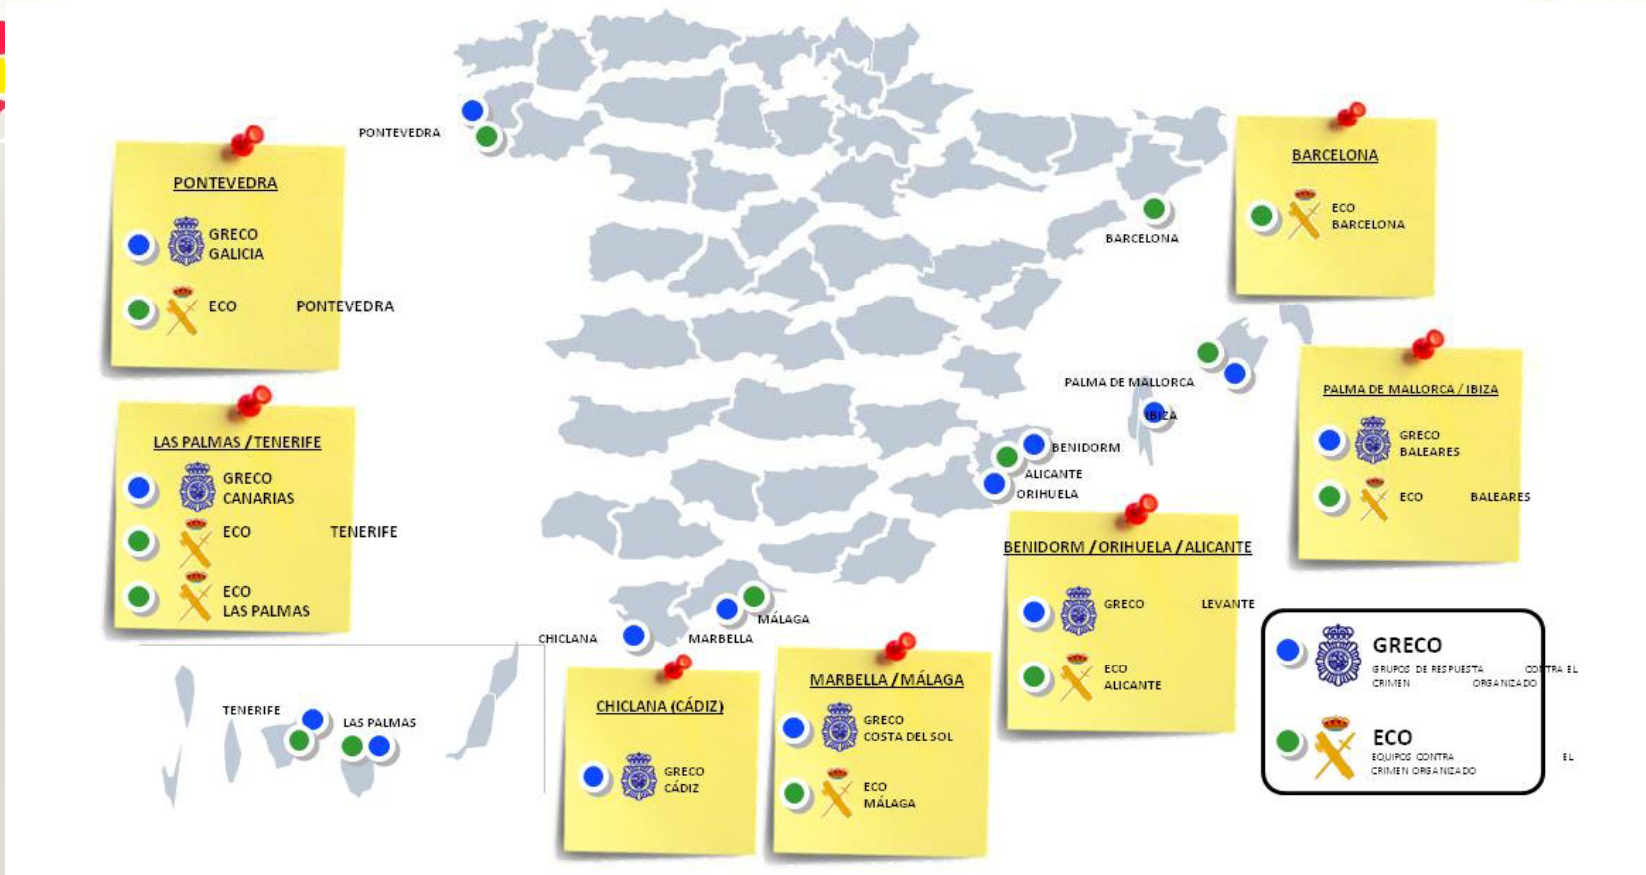 PONTEVEDRA
PONTEVEDRA
GRECO
GALICIA
ECO PONTEVEDRA
BARCELONA
BARCELONA
ECO
BARCELONA
LAS PALMAS / TENERIFE
GRECO
CANARIAS
ECO TENERIFE
ECO
LAS PALMAS
PALMA DE MALLORCA
IBIZA
PALMA DE MALLORCA / IBIZA
GRECO
BALEARES
ECO BALEARES
BENIDORM
ALICANTE
ORIHUELA
BENIDORM / ORIHUELA / ALICANTE
GRECO LEVANTE
ECO
ALICANTE
CHICLANA
MARBELLA
MÁLAGA
TENERIFE
LAS PALMAS
CHICLANA (CÁDIZ)
GRECO
CÁDIZ
MARBELLA / MÁLAGA
GRECO
COSTA DEL SOL
ECO
MÁLAGA
GRECO
GRUPOS DE RESPUESTA CONTRA EL
CRIMEN ORGANIZADO
ECO
EQUIPOS CONTRA EL
CRIMEN ORGANIZADO